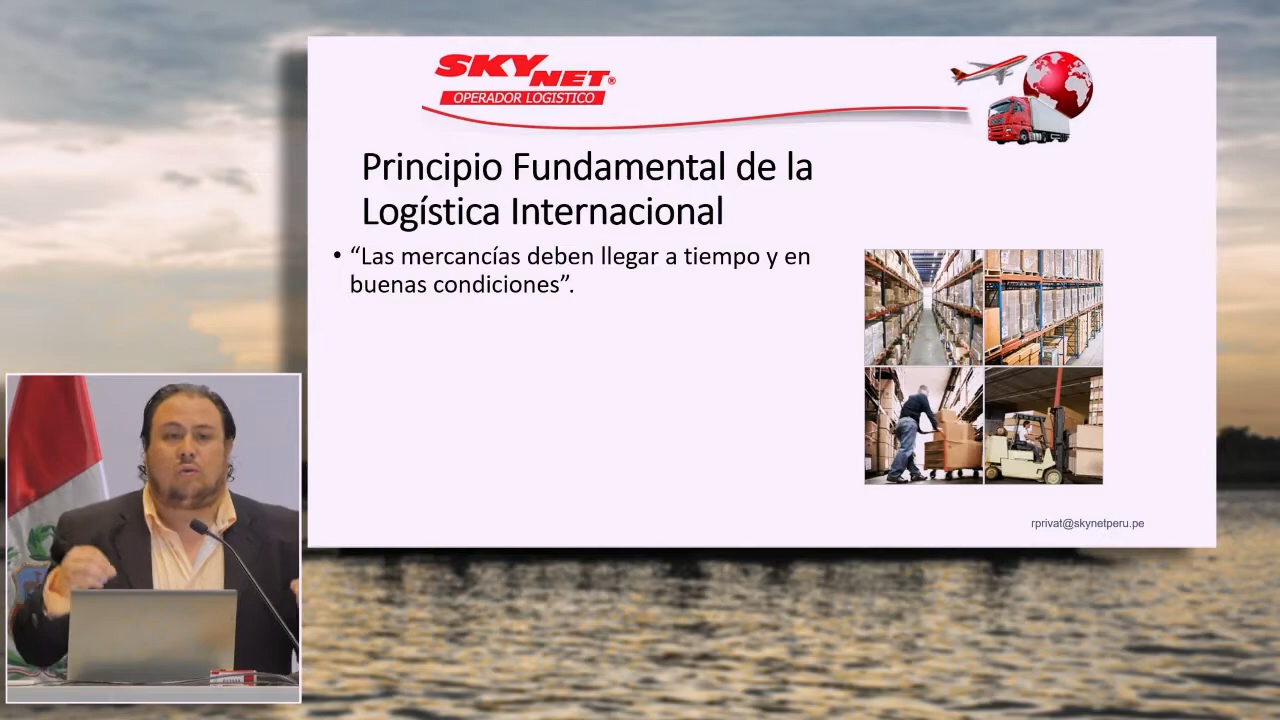 SKYNET®
OPERADOR LOGISTICO
Principio Fundamental de la
Logística Internacional
• “Las mercancías deben llegar a tiempo y en
buenas condiciones”.
rprivat@skynetperu.pe